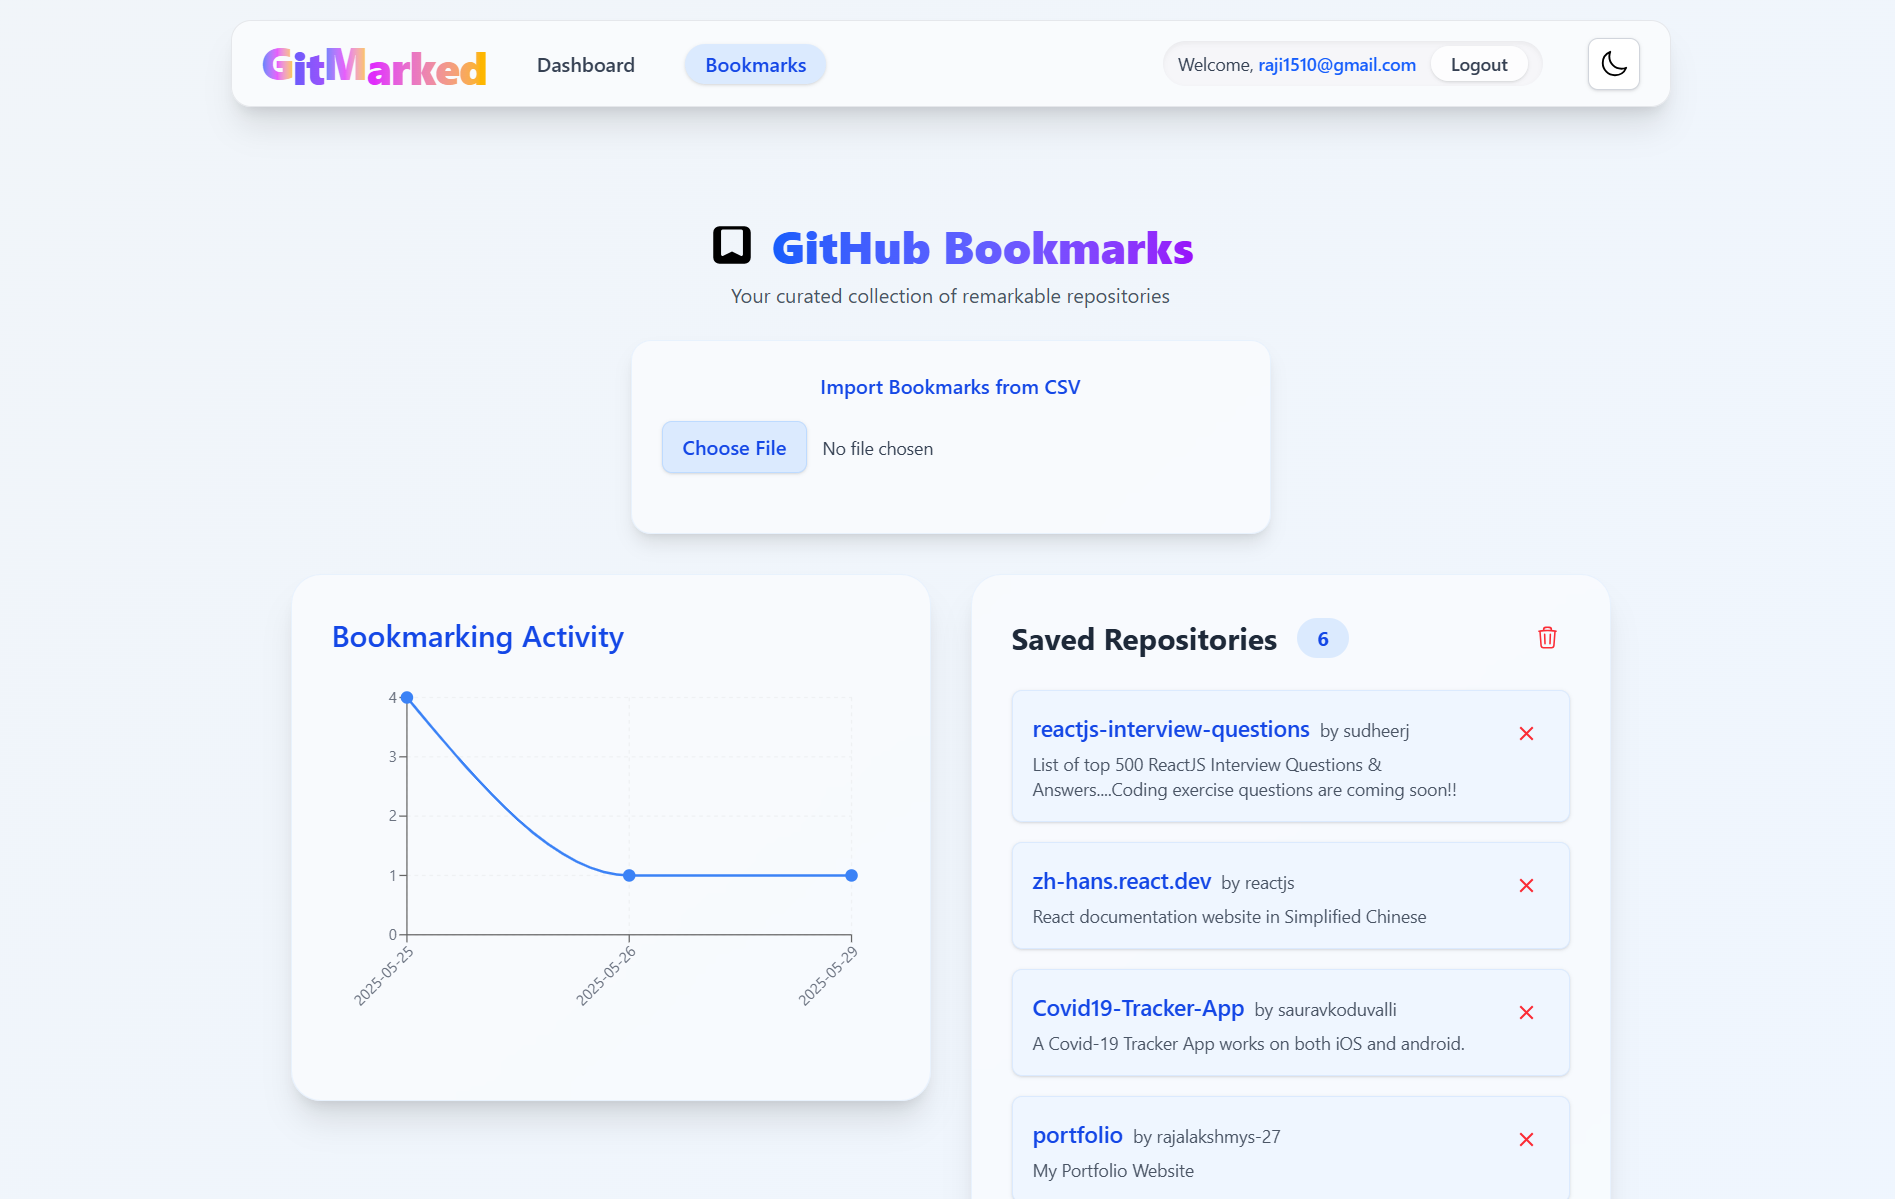 GitMarked
Dashboard
Bookmarks
Welcome, raji1510@gmail.com
Logout
GitHub Bookmarks
Your curated collection of remarkable repositories
Import Bookmarks from CSV
Choose File
No file chosen
Bookmarking Activity
4
3
2
1
0
2025-05-25
2025-05-26
2025-05-29
Saved Repositories
6
reactjs-interview-questions by sudheerj
List of top 500 ReactJS Interview Questions &
Answers....Coding exercise questions are coming soon!!
zh-hans.react.dev by reactjs
React documentation website in Simplified Chinese
Covid19-Tracker-App by sauravkoduvalli
A Covid-19 Tracker App works on both iOS and android.
portfolio by rajalakshmys-27
My Portfolio Website